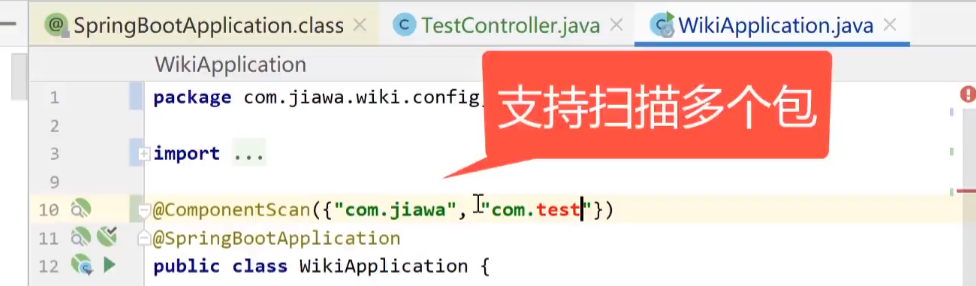 SpringBootApplication.class
TestController.java
WikiApplication.java
WikiApplication
支持扫描多个包
1 package com.jiawa.wiki.config
2
3 import ...
9
10 @ComponentScan({"com.jiawa", "com.test"})
11 @SpringBootApplication
12 public class WikiApplication {